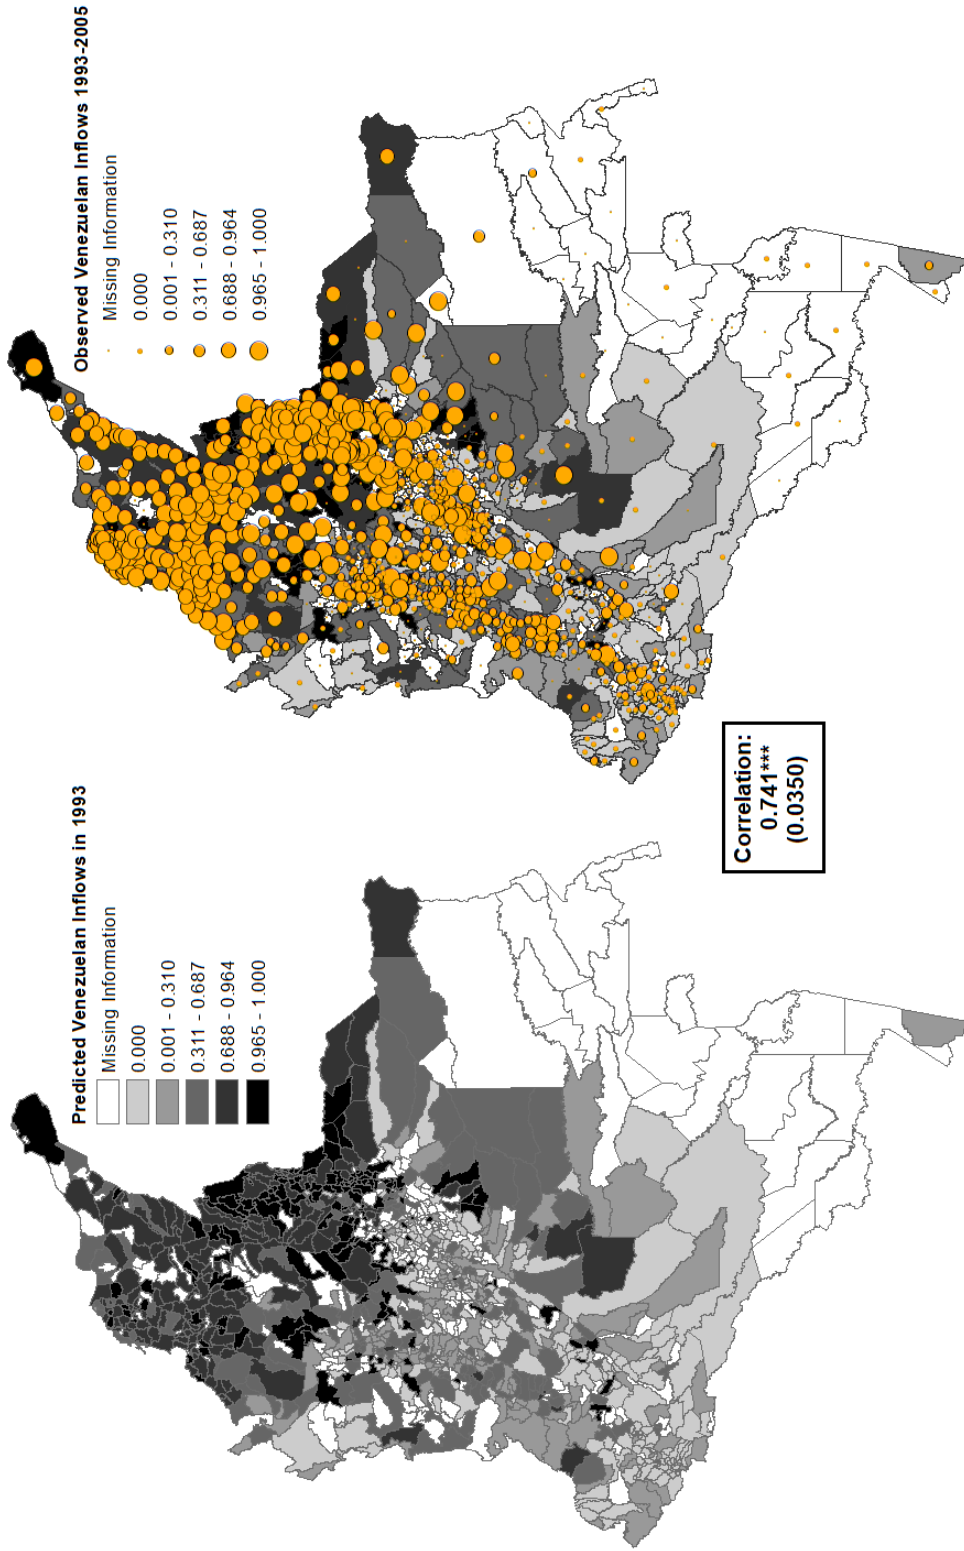 Predicted Venezuelan Inflows in 1993
Missing Information
0.000
0.001 - 0.310
0.311 - 0.687
0.688 - 0.964
0.965 - 1.000
Observed Venezuelan Inflows 1993-2005
Missing Information
0.000
0.001 - 0.310
0.311 - 0.687
0.688 - 0.964
0.965 - 1.000
Correlation:
0.741***
(0.0350)